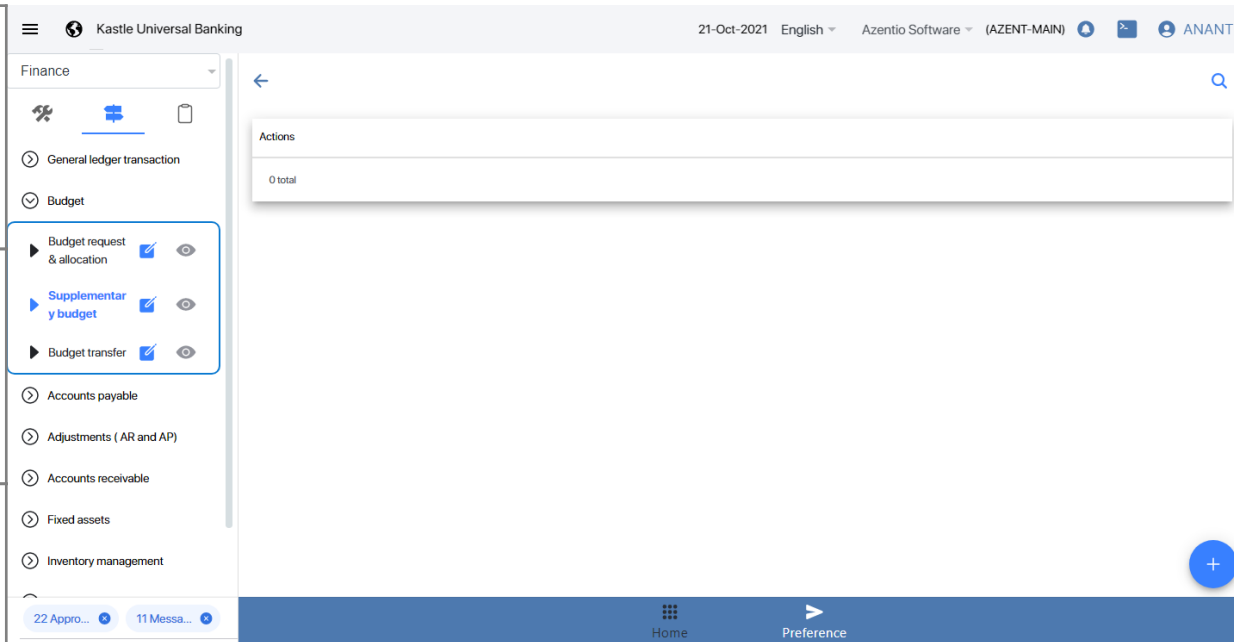 Kastle Universal Banking
21-Oct-2021 English Azentio Software (AZENT-MAIN) ANANT
Finance
General ledger transaction
Budget
Budget request
& allocation
Supplementar
y budget
Budget transfer
Accounts payable
Adjustments ( AR and AP)
Accounts receivable
Fixed assets
Inventory management
22 Appro...
11 Messa...
Actions
0 total
+
Home
Preference